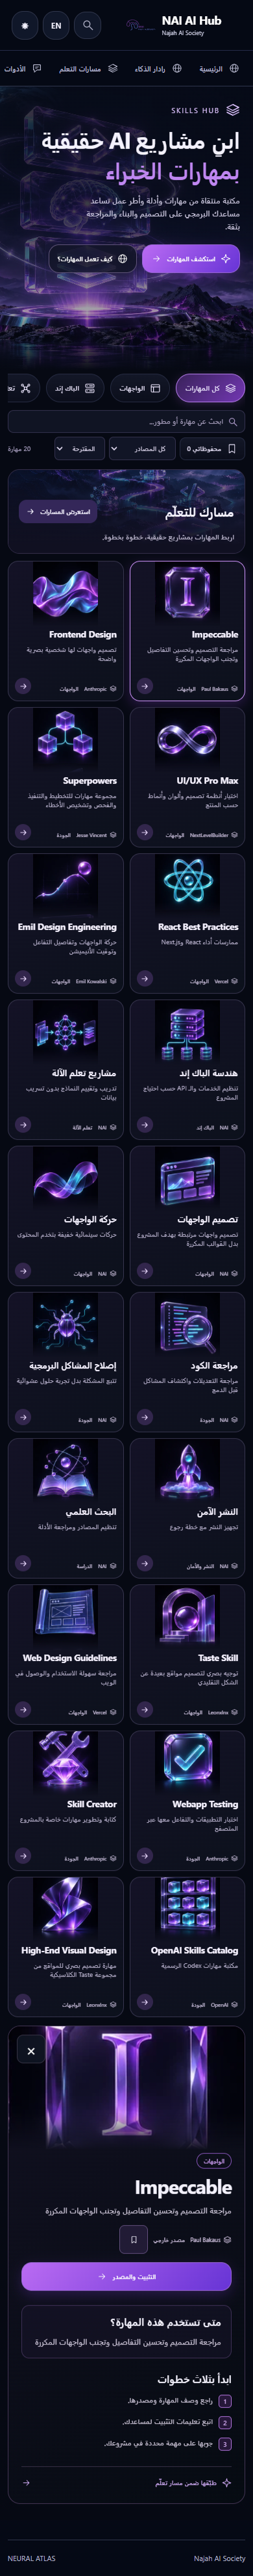 NAI AI Hub
Najah AI Society
EN
الرئيسية
رادار الذكاء
مسارات التعلم
الأدوات
SKILLS HUB
ابنِ مشاريع AI حقيقية
بمهارات الخبراء
مكتبة منتقاة من مهارات وأدلة وأطر عمل تساعد
مساعدك البرمجي على التصميم والبناء والمراجعة
بثقة.
استكشف المهارات
كيف تعمل المهارات؟
كل المهارات
الواجهات
الباك إند
ابحث عن مهارة أو مطور...
محفوظاتي 0
كل المصادر
المقترحة
20 مهارة
مسارك للتعلّم
استعرض المسارات
اربط المهارات بمشاريع حقيقية، خطوة بخطوة.
Impeccable
مراجعة التصميم وتحسين التفاصيل
وتجنب الواجهات المكررة
Paul Bakaus
الواجهات
Frontend Design
تصميم واجهات لها شخصية بصرية
واضحة
Anthropic
الواجهات
UI/UX Pro Max
اختيار أنظمة تصميم وألوان وأنماط
حسب المنتج
NextLevelBuilder
الواجهات
Superpowers
مجموعة مهارات للتخطيط والتنفيذ
والفحص وتشخيص الأخطاء
Jesse Vincent
الجودة
React Best Practices
ممارسات أداء React وNext.js
Vercel
الواجهات
Emil Design Engineering
حركة الواجهات وتفاصيل التفاعل
وتوقيت الأنيميشن
Emil Kowalski
الواجهات
هندسة الباك إند
تنظيم الخدمات والـ API حسب احتياج
المشروع
NAI
الباك إند
مشاريع تعلم الآلة
تدريب وتقييم النماذج بدون تسريب
بيانات
NAI
تعلم الآلة
تصميم الواجهات
تصميم واجهات مرتبطة بهدف المشروع
بدل القوالب المكررة
NAI
الواجهات
حركة الواجهات
حركات سينمائية خفيفة بتخدم المحتوى
NAI
الواجهات
مراجعة الكود
مراجعة التعديلات واكتشاف المشاكل
قبل الدمج
NAI
الجودة
إصلاح المشاكل البرمجية
تتبع المشكلة بدل تجربة حلول عشوائية
NAI
الجودة
النشر الآمن
تجهيز النشر مع خطة رجوع
NAI
النشر والأمان
البحث العلمي
تنظيم المصادر ومراجعة الأدلة
NAI
الدراسة
Taste Skill
توجيه بصري لتصميم مواقع بعيدة عن
الشكل التقليدي
Leonxlnx
الواجهات
Web Design Guidelines
مراجعة سهولة الاستخدام والوصول في
الويب
Vercel
الواجهات
Webapp Testing
اختبار التطبيقات والتفاعل معها عبر
المتصفح
Anthropic
الجودة
Skill Creator
كتابة وتطوير مهارات خاصة بالمشروع
Anthropic
الجودة
OpenAI Skills Catalog
مكتبة مهارات Codex الرسمية
OpenAI
الجودة
High-End Visual Design
مهارة تصميم بصري للمواقع من
مجموعة Taste الكلاسيكية
Leonxlnx
الواجهات
الواجهات
Impeccable
مراجعة التصميم وتحسين التفاصيل وتجنب الواجهات المكررة
Paul Bakaus
مصدر خارجي
التثبيت والمصدر
متى تستخدم هذه المهارة؟
مراجعة التصميم وتحسين التفاصيل وتجنب الواجهات المكررة
ابدأ بثلاث خطوات
1 راجع وصف المهارة ومصدرها.
2 اتبع تعليمات التثبيت لمساعدك.
3 جربها على مهمة محددة في مشروعك.
طبّقها ضمن مسار تعلّم
Najah AI Society
NEURAL ATLAS